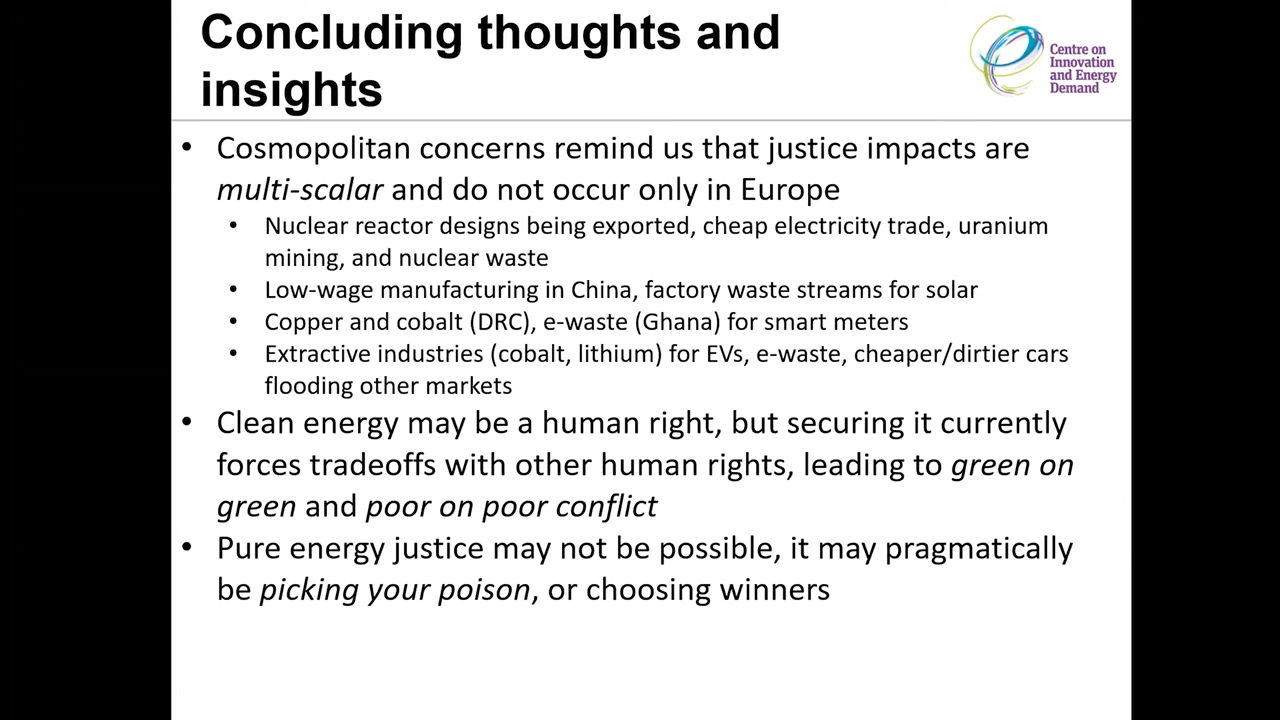 Concluding thoughts and
insights
Centre on
Innovation
and Energy
Demand
• Cosmopolitan concerns remind us that justice impacts are
multi-scalar and do not occur only in Europe
• Nuclear reactor designs being exported, cheap electricity trade, uranium
mining, and nuclear waste
• Low-wage manufacturing in China, factory waste streams for solar
• Copper and cobalt (DRC), e-waste (Ghana) for smart meters
• Extractive industries (cobalt, lithium) for EVs, e-waste, cheaper/dirtier cars
flooding other markets
• Clean energy may be a human right, but securing it currently
forces tradeoffs with other human rights, leading to green on
green and poor on poor conflict
• Pure energy justice may not be possible, it may pragmatically
be picking your poison, or choosing winners